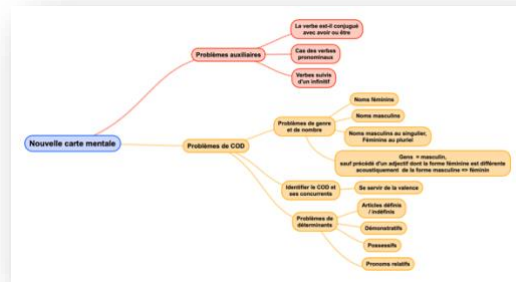 Le verbe est-il conjugué
avec avoir ou être
Problèmes auxiliaires
Cas des verbes
pronominaux
Verbes suivis
d'un infinitif
Nouvelle carte mentale
Problèmes de COD
Problèmes de genre
et de nombre
Noms féminins
Noms masculins
Noms masculins au singulier,
Féminins au pluriel
Gens = masculin,
sauf précédé d'un adjectif dont la forme féminine est différente
acoustiquement de la forme masculine => féminin
Identifier le COD et
ses concurrents
Se servir de la valence
Problèmes de
déterminants
Articles définis
/ indéfinis
Démonstratifs
Possessifs
Pronoms relatifs